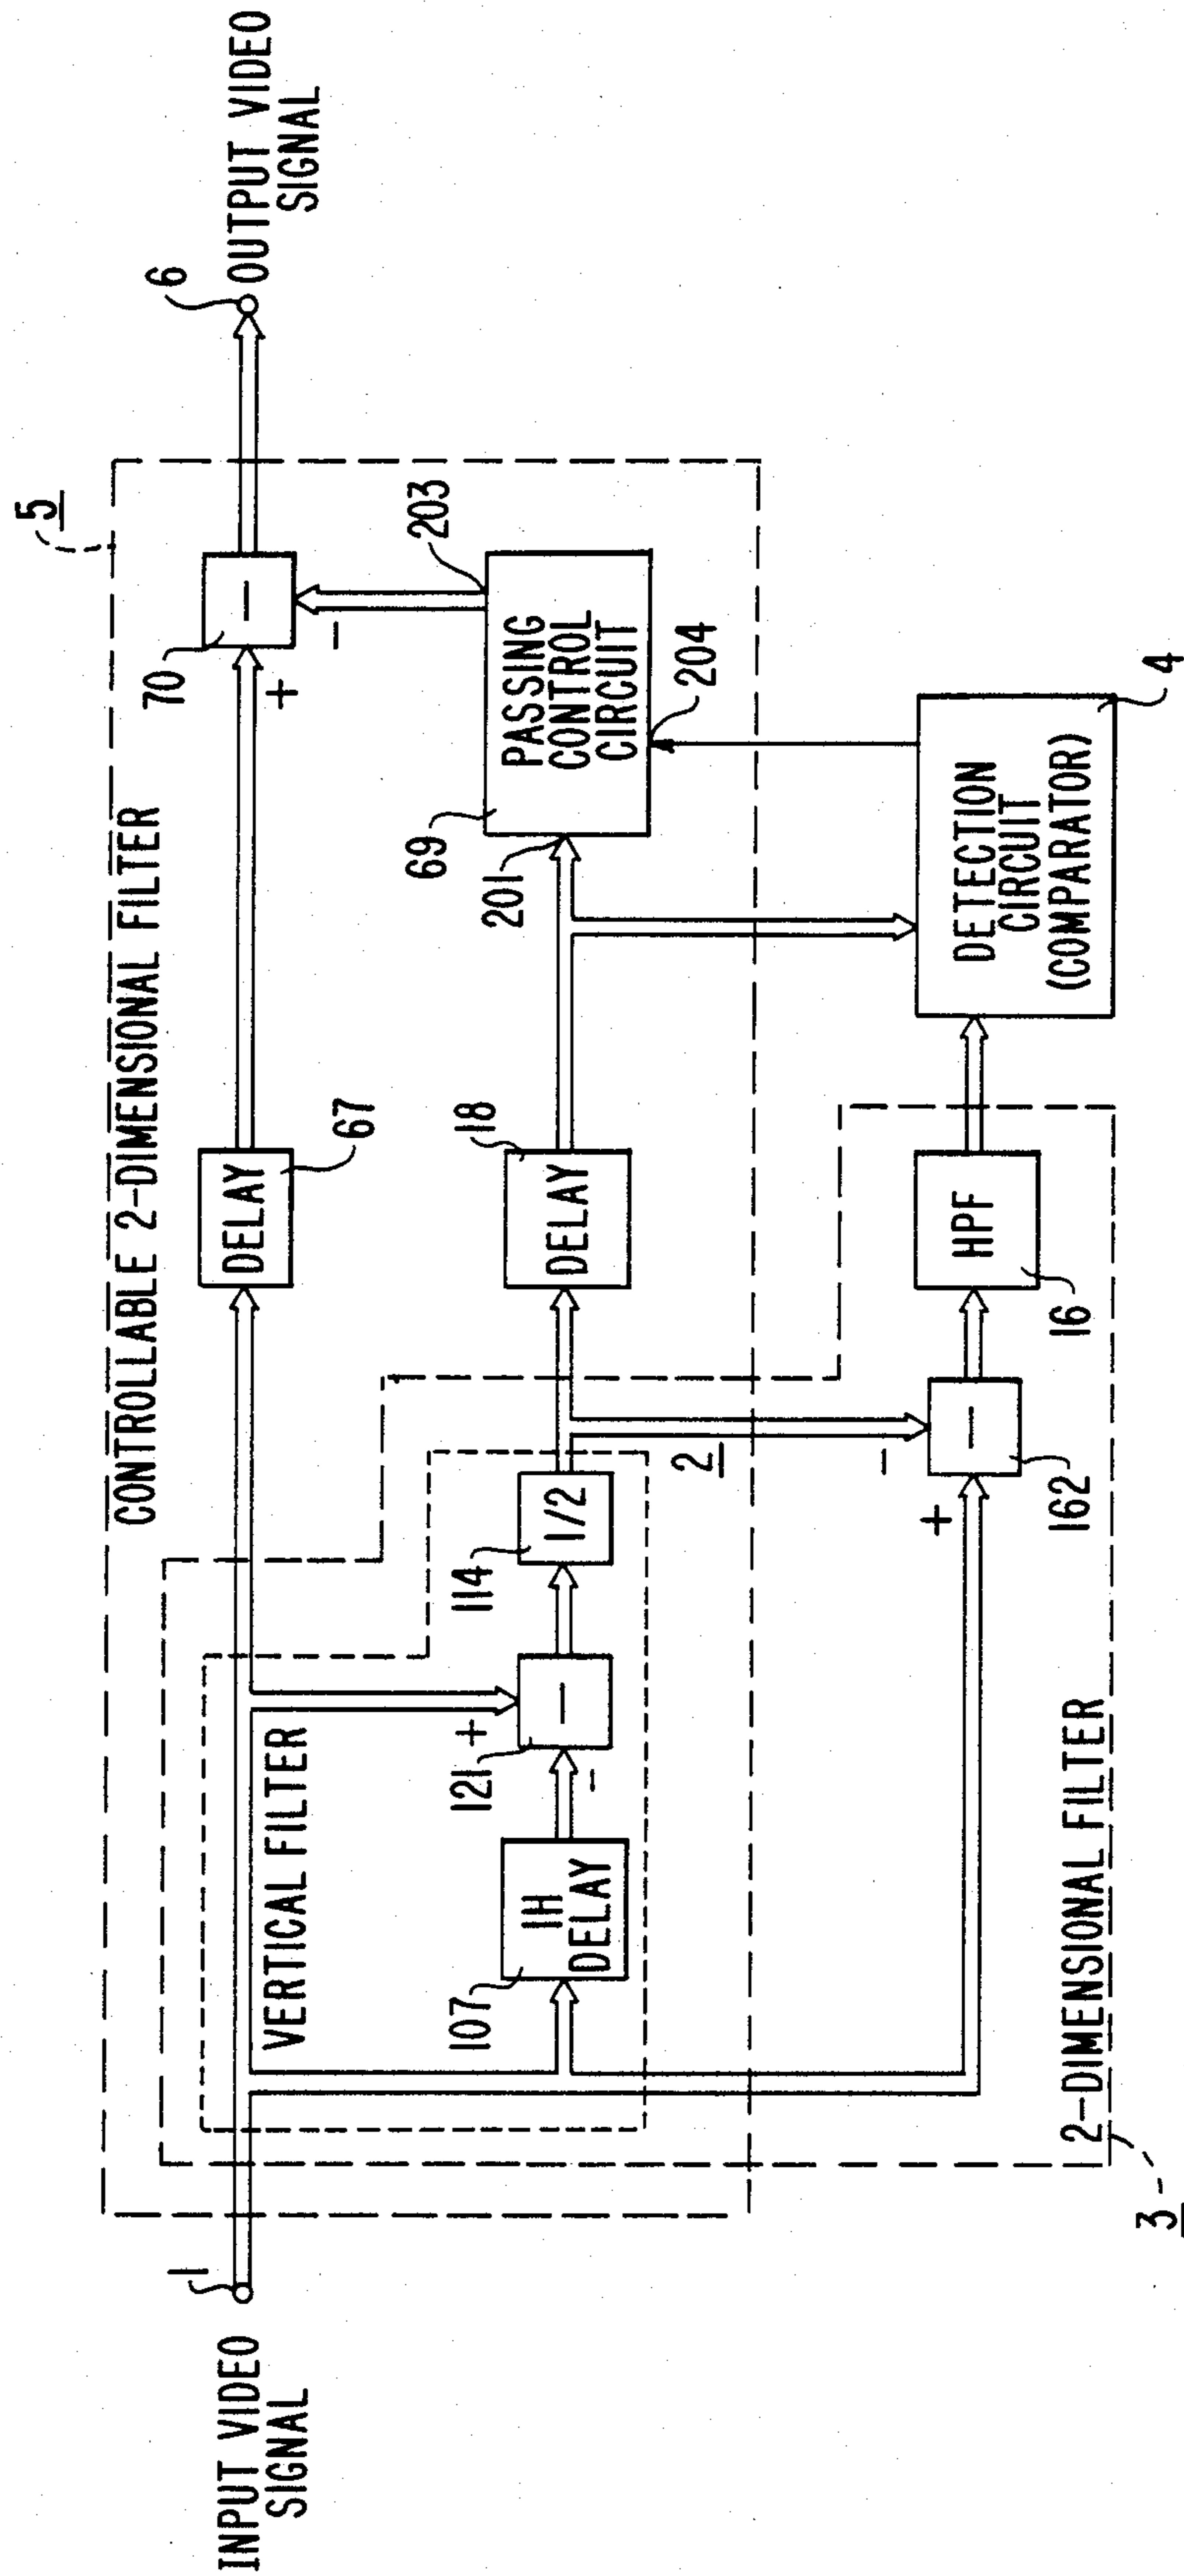 5
CONTROLLABLE 2-DIMENSIONAL FILTER
INPUT VIDEO
SIGNAL
1
VERTICAL FILTER
DELAY
67
+
70
−
6
OUTPUT VIDEO
SIGNAL
107
1H
DELAY
−
+
121
−
114
1/2
2
18
DELAY
201
69
PASSING
CONTROL
CIRCUIT
203
−
204
+
−
162
−
16
HPF
DETECTION
CIRCUIT
(COMPARATOR)
4
2-DIMENSIONAL FILTER
3